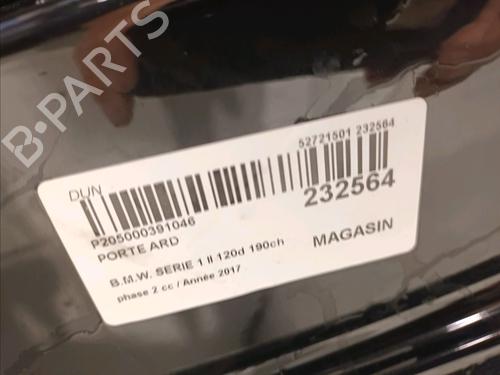 B-PARTS
DUN
52721501 232564
P205000391046
232564
PORTE ARD
MAGASIN
B.M.W. SERIE 1 II 120d 190ch
phase 2 cc / Année 2017